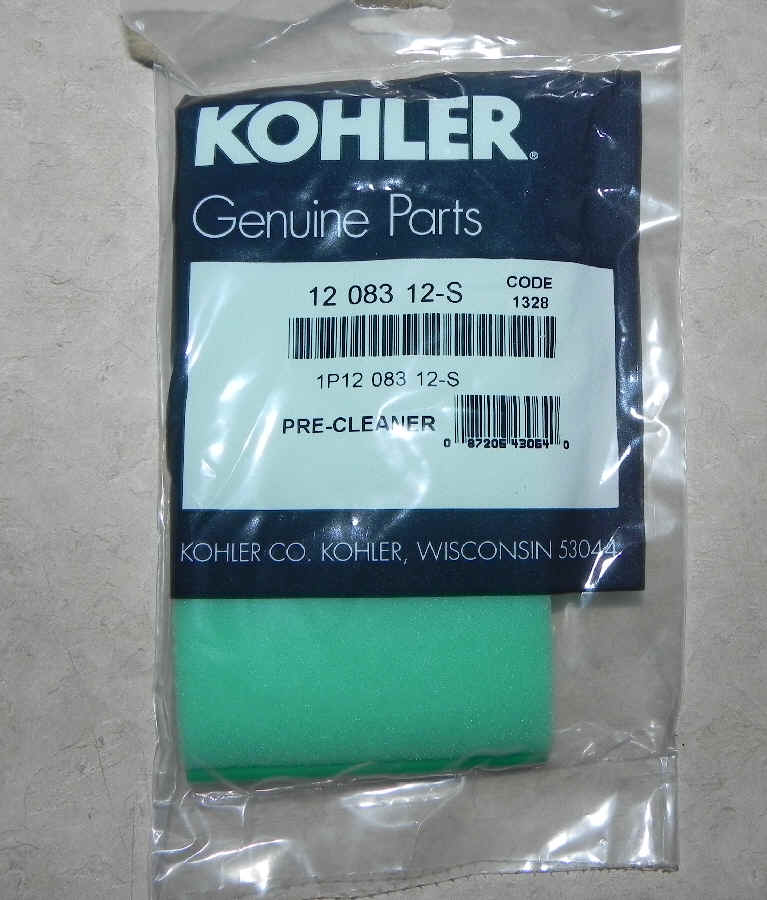 KOHLER®
Genuine Parts
12 083 12-S
CODE
1328
1P12 083 12-S
PRE-CLEANER
0 87205 43054 0
KOHLER CO. KOHLER, WISCONSIN 53044